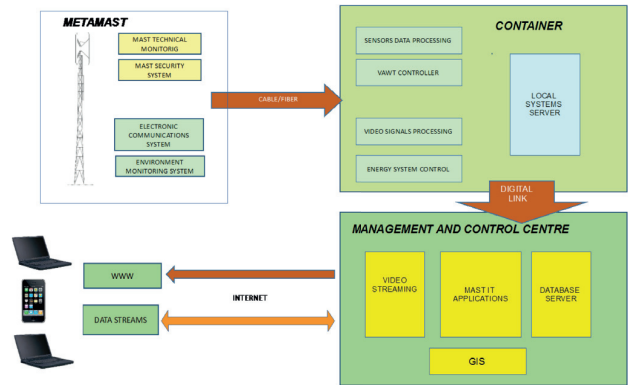 METAMAST
MAST TECHNICAL
MONITORIG
MAST SECURITY
SYSTEM
ELECTRONIC
COMMUNICATIONS
SYSTEM
ENVIRONMENT
MONITORING SYSTEM
CABLE/FIBER
CONTAINER
SENSORS DATA PROCESSING
VAWT CONTROLLER
VIDEO SIGNALS PROCESSING
ENERGY SYSTEM CONTROL
LOCAL
SYSTEMS
SERVER
DIGITAL
LINK
MANAGEMENT AND CONTROL CENTRE
VIDEO
STREAMING
MAST IT
APPLICATIONS
DATABASE
SERVER
GIS
WWW
INTERNET
DATA STREAMS